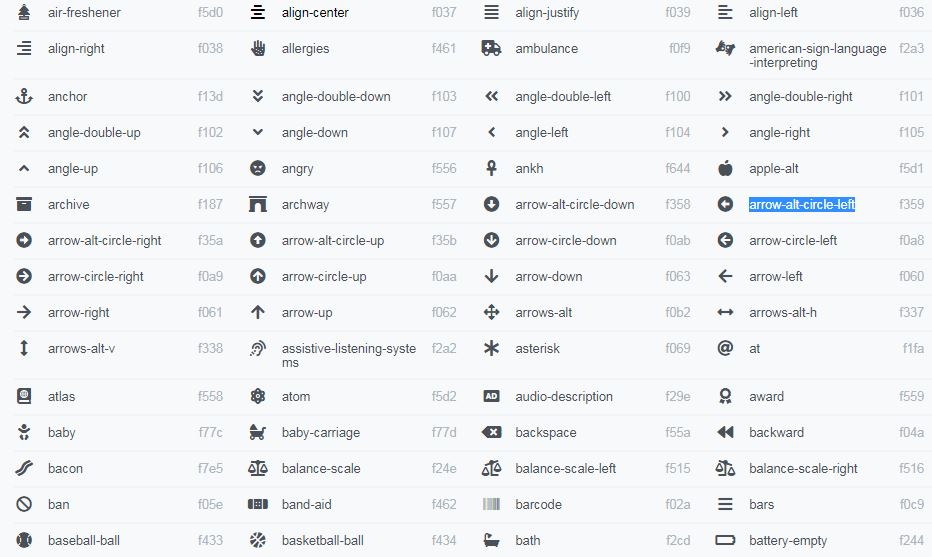 air-freshener f5d0 align-center f037 align-justify f039 align-left f036
align-right f038 allergies f461 ambulance f0f9 american-sign-language f2a3
-interpreting
anchor f13d angle-double-down f103 angle-double-left f100 angle-double-right f101
angle-double-up f102 angle-down f107 angle-left f104 angle-right f105
angle-up f106 angry f556 ankh f644 apple-alt f5d1
archive f187 archway f557 arrow-alt-circle-down f358 arrow-alt-circle-left f359
arrow-alt-circle-right f35a arrow-alt-circle-up f35b arrow-circle-down f0ab arrow-circle-left f0a8
arrow-circle-right f0a9 arrow-circle-up f0aa arrow-down f063 arrow-left f060
arrow-right f061 arrow-up f062 arrows-alt f0b2 arrows-alt-h f337
arrows-alt-v f338 assistive-listening-syste f2a2 asterisk f069 at f1fa
ms
atlas f558 atom f5d2 AD audio-description f29e award f559
baby f77c baby-carriage f77d backspace f55a backward f04a
bacon f7e5 balance-scale f24e balance-scale-left f515 balance-scale-right f516
ban f05e band-aid f462 barcode f02a bars f0c9
baseball-ball f433 basketball-ball f434 bath f2cd battery-empty f244